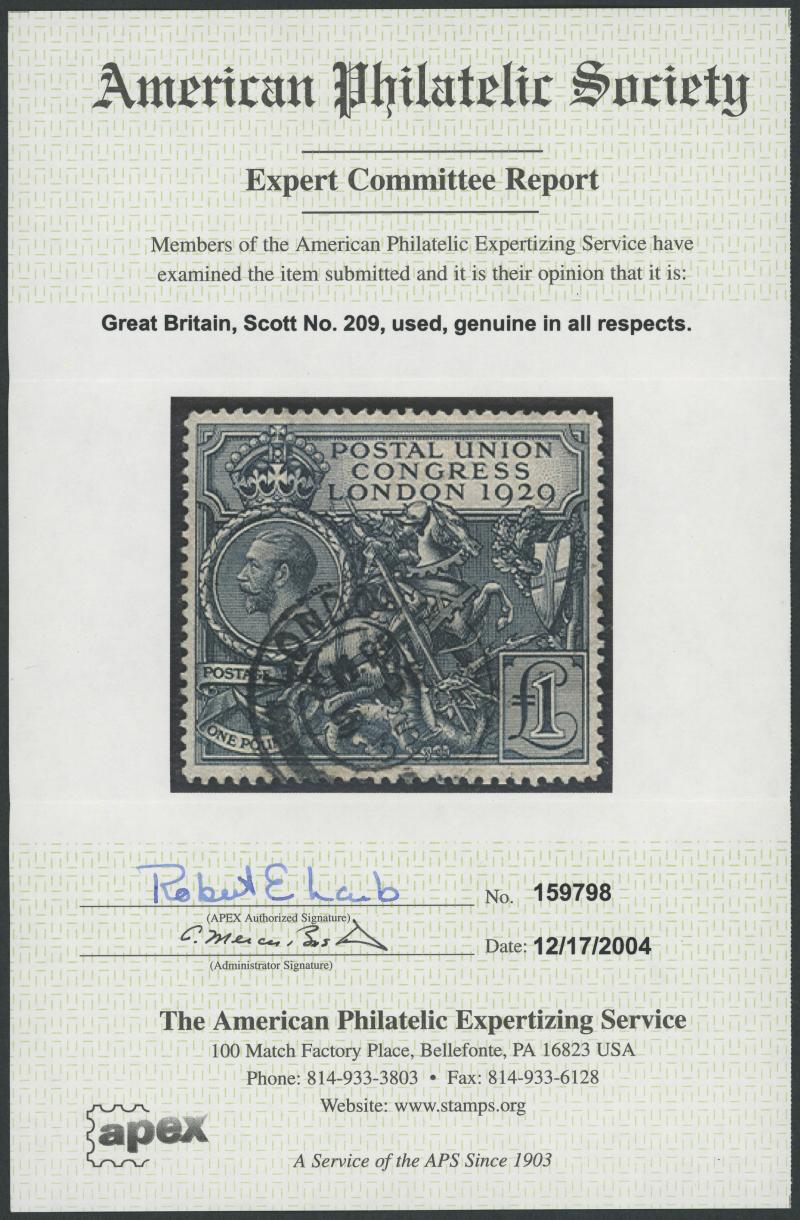 American Philatelic Society
Expert Committee Report
Members of the American Philatelic Expertizing Service have
examined the item submitted and it is their opinion that it is:
Great Britain, Scott No. 209, used, genuine in all respects.
POSTAL UNION
CONGRESS
LONDON 1929
LONDON
POSTAGE
ONE POUND
£1
Robert E Lamb
No. 159798
(APEX Authorized Signature)
Date: 12/17/2004
(Administrator Signature)
The American Philatelic Expertizing Service
100 Match Factory Place, Bellefonte, PA 16823 USA
Phone: 814-933-3803 • Fax: 814-933-6128
Website: www.stamps.org
apex
A Service of the APS Since 1903